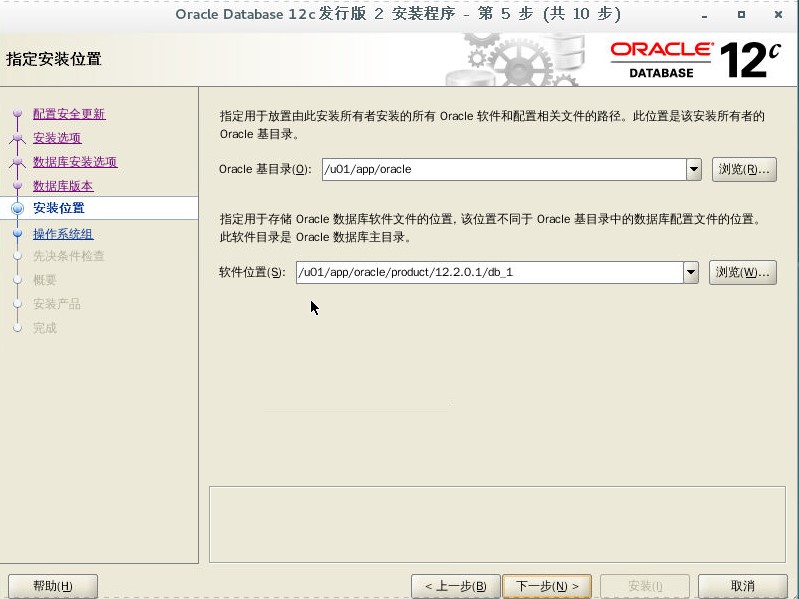 Oracle Database 12c 发行版 2 安装程序 - 第 5 步 (共 10 步)
指定安装位置
ORACLE
DATABASE
12c
配置安全更新
安装选项
数据库安装选项
数据库版本
安装位置
操作系统组
先决条件检查
概要
安装产品
完成
指定用于放置由此安装所有者安装的所有 Oracle 软件和配置相关文件的路径。此位置是该安装所有者的
Oracle 基目录。
Oracle 基目录(O): /u01/app/oracle 浏览(R)...
指定用于存储 Oracle 数据库软件文件的位置, 该位置不同于 Oracle 基目录中的数据库配置文件的位置。
此软件目录是 Oracle 数据库主目录。
软件位置(S): /u01/app/oracle/product/12.2.0.1/db_1 浏览(W)...
帮助(H) < 上一步(B) 下一步(N) > 安装(I) 取消